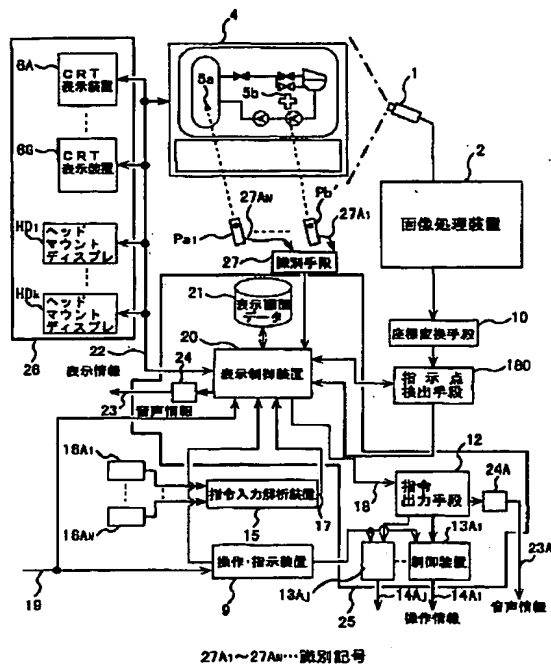 4
6A
CRT
表示装置
5a
5b
1
6G
CRT
表示装置
2
画像処理装置
HD1
ヘッド
マウント
ディスプレ
27AM
Pa1
Pb
27A1
27
識別手段
HDk
ヘッド
マウント
ディスプレ
21
表示画面
データ
10
座標変換手段
26
22
表示情報
24
20
表示制御装置
180
指示点
検出手段
23
音声情報
12
指令
出力手段
24A
16A1
18
指令入力解析装置
15
17
13A1
制御装置
16AN
操作・指示装置
9
13AJ
23A
19
25
14AJ
14A1
音声情報
操作情報
27A1~27AM…識別記号